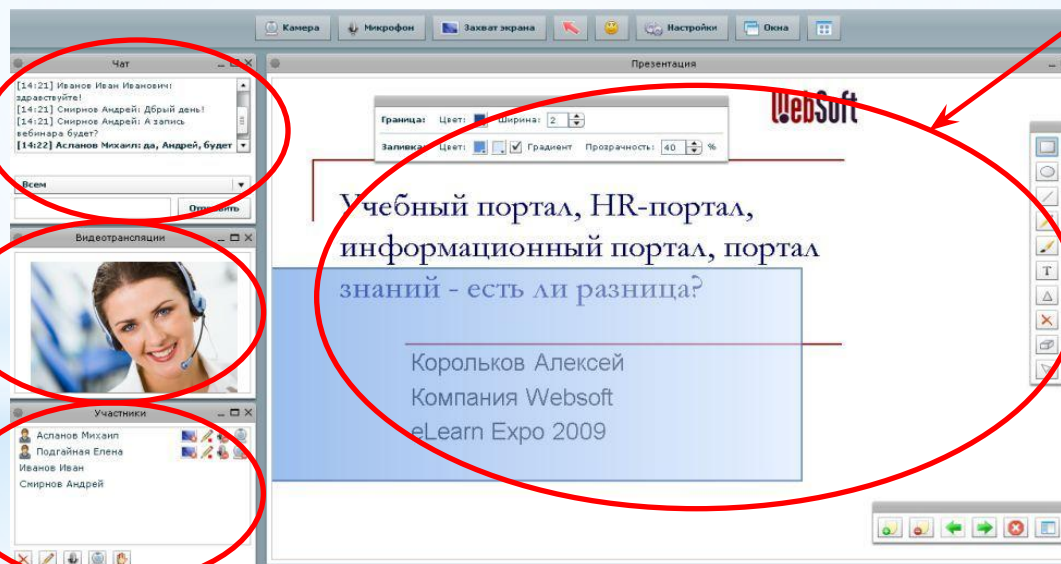 Камера Микрофон Захват экрана Настройки Окна
Чат
[14:21] Иванов Иван Иванович:
здравствуйте!
[14:21] Смирнов Андрей: Дбрый день!
[14:21] Смирнов Андрей: А запись
вебинара будет?
[14:22] Асланов Михаил: да, Андрей, будет
Всем
Отправить
Видеотрансляции
Участники
Асланов Михаил
Подгайная Елена
Иванов Иван
Смирнов Андрей
Презентация
WebSoft
Граница: Цвет: Ширина: 2
Заливка: Цвет: Градиент Прозрачность: 40 %
Учебный портал, HR-портал,
информационный портал, портал
знаний - есть ли разница?
Корольков Алексей
Компания Websoft
eLearn Expo 2009
T